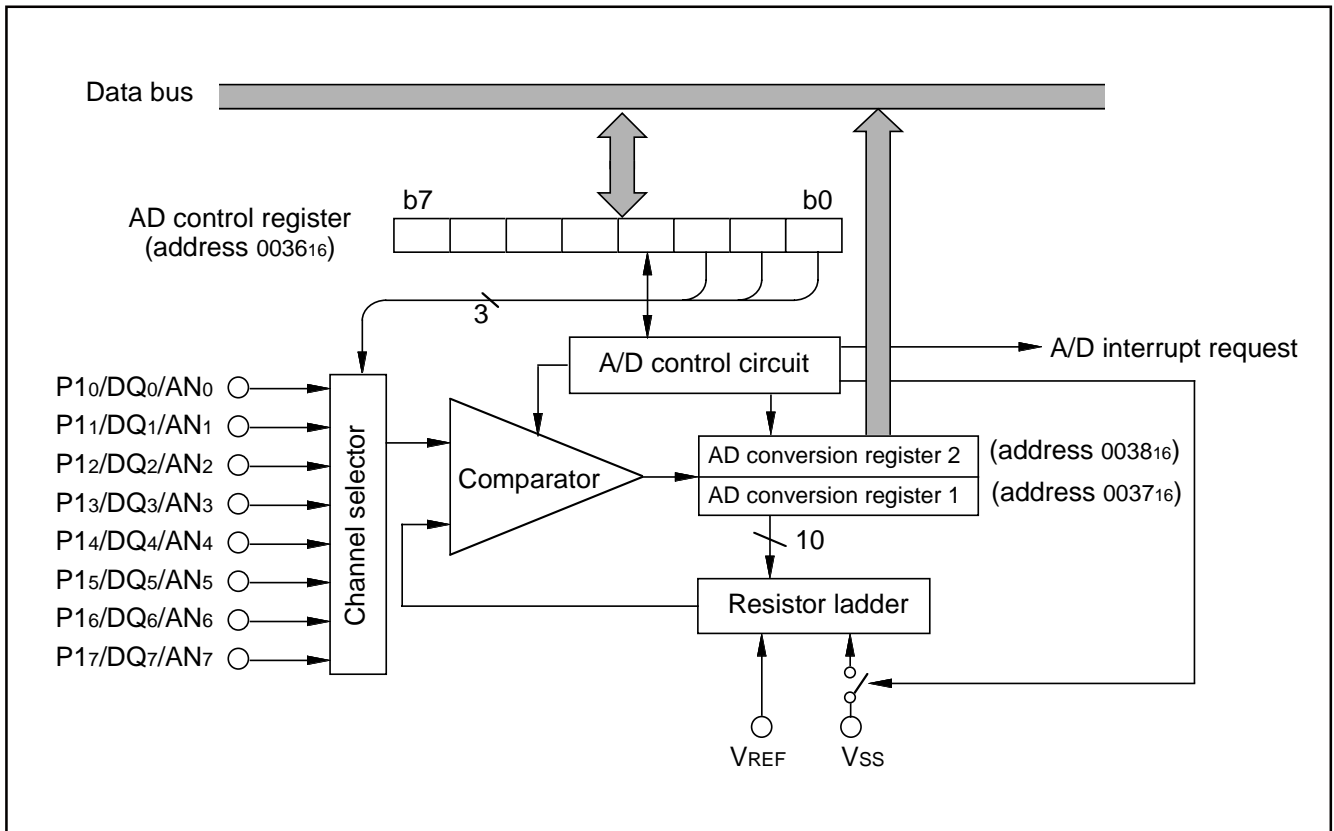 Data bus
b7 b0
AD control register
(address 003616)
3
A/D control circuit
A/D interrupt request
P10/DQ0/AN0
P11/DQ1/AN1
P12/DQ2/AN2
P13/DQ3/AN3
P14/DQ4/AN4
P15/DQ5/AN5
P16/DQ6/AN6
P17/DQ7/AN7
Channel selector
Comparator
AD conversion register 2 (address 003816)
AD conversion register 1 (address 003716)
10
Resistor ladder
VREF VSS